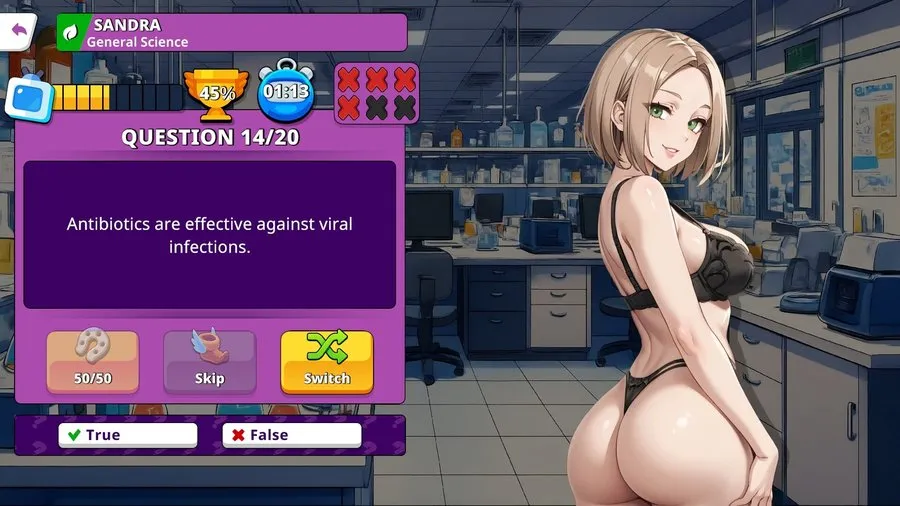 SANDRA
General Science
45%
01:13
QUESTION 14/20
Antibiotics are effective against viral
infections.
50/50
Skip
Switch
True
False